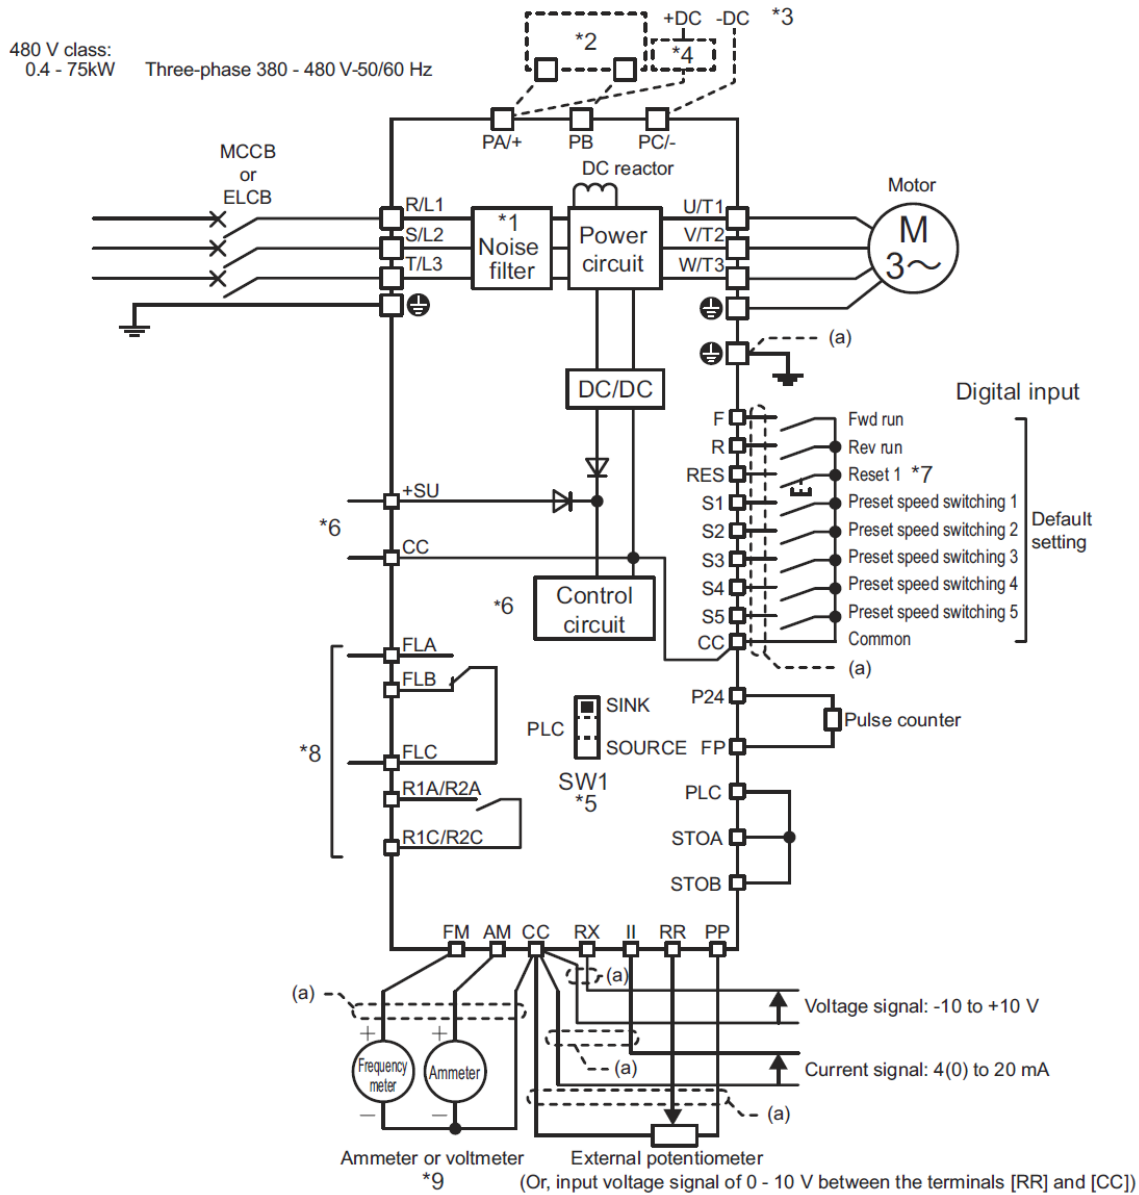 480 V class:
0.4 - 75kW Three-phase 380 - 480 V-50/60 Hz
*2
+DC -DC *3
*4
PA/+ PB PC/-
DC reactor
MCCB
or
ELCB
Motor
R/L1
S/L2
T/L3
*1
Noise
filter
Power
circuit
U/T1
V/T2
W/T3
M
3~
(a)
DC/DC
Digital input
F Fwd run
R Rev run
RES Reset 1 *7
S1 Preset speed switching 1
S2 Preset speed switching 2
S3 Preset speed switching 3
S4 Preset speed switching 4
S5 Preset speed switching 5
CC Common
Default
setting
(a)
+SU
*6
CC
*6
Control
circuit
FLA
FLB
FLC
*8
R1A/R2A
R1C/R2C
SINK
PLC
SOURCE
SW1
*5
P24
Pulse counter
FP
PLC
STOA
STOB
FM AM CC RX II RR PP
(a)
(a)
Voltage signal: -10 to +10 V
+ +
Frequency
meter
Ammeter
− −
(a)
Current signal: 4(0) to 20 mA
(a)
Ammeter or voltmeter
*9
External potentiometer
(Or, input voltage signal of 0 - 10 V between the terminals [RR] and [CC])